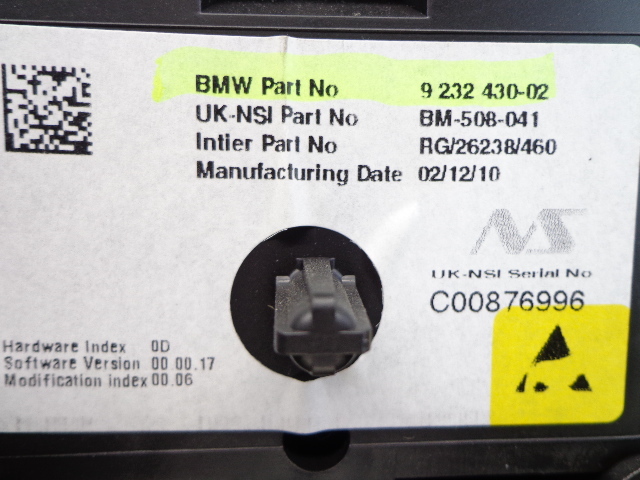 BMW Part No 9 232 430-02
UK-NSI Part No BM-508-041
Intier Part No RG/26238/460
Manufacturing Date 02/12/10
NS
UK-NSI Serial No
C00876996
Hardware Index 0D
Software Version 00.00.17
Modification index 00.06